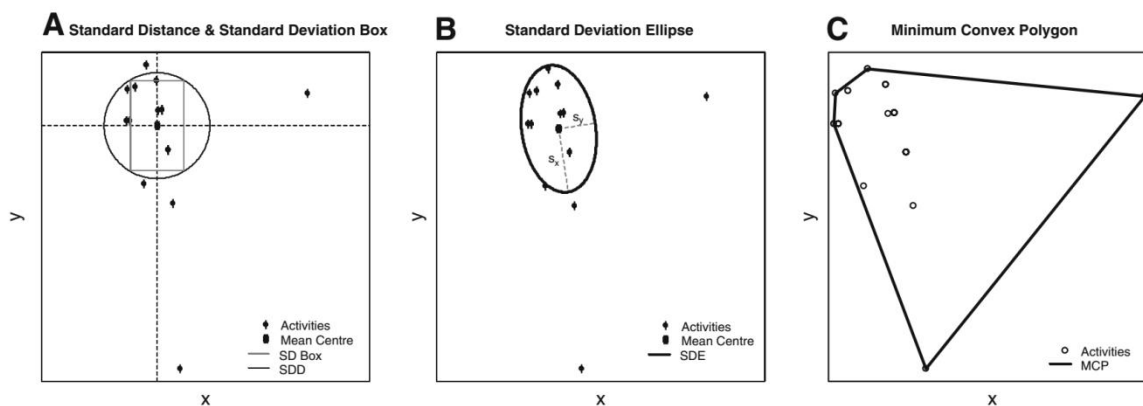 A Standard Distance & Standard Deviation Box
y
Activities
Mean Centre
SD Box
SDD
x
B Standard Deviation Ellipse
y
sy
sx
Activities
Mean Centre
SDE
x
C Minimum Convex Polygon
y
Activities
MCP
x